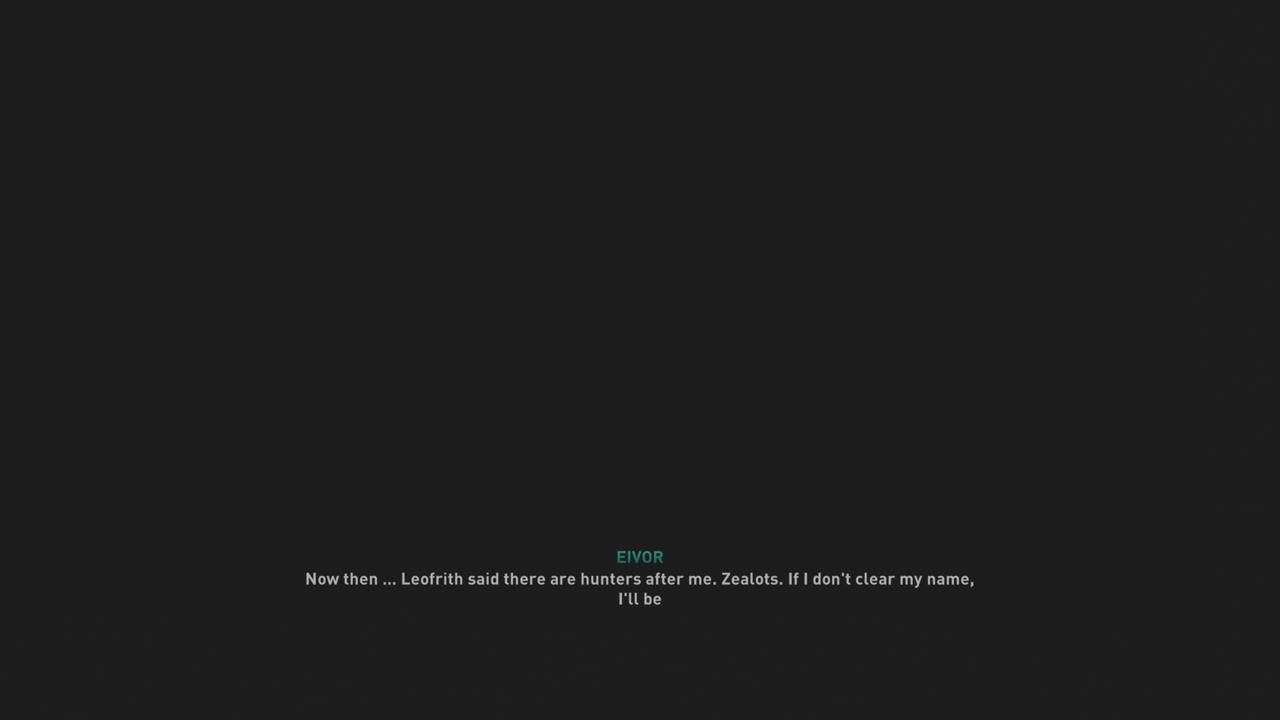 EIVOR
Now then ... Leofrith said there are hunters after me. Zealots. If I don't clear my name,
I'll be